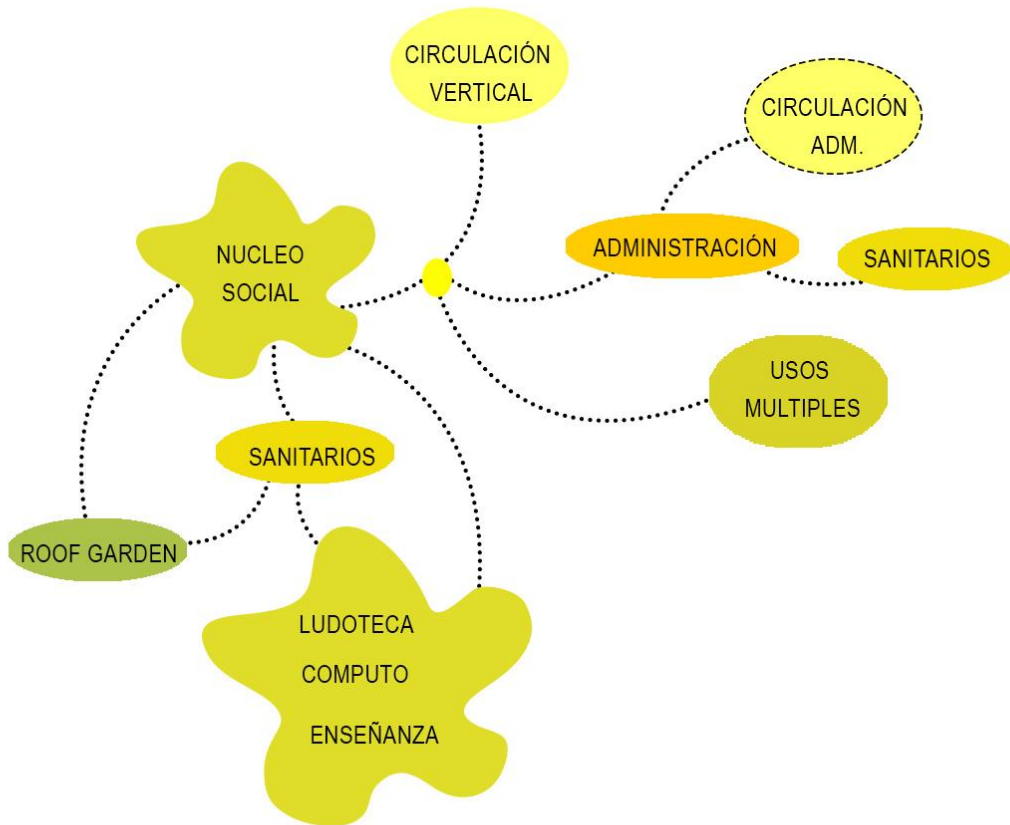 CIRCULACIÓN
VERTICAL
CIRCULACIÓN
ADM.
NUCLEO
SOCIAL
ADMINISTRACIÓN
SANITARIOS
USOS
MULTIPLES
SANITARIOS
ROOF GARDEN
LUDOTECA
COMPUTO
ENSEÑANZA